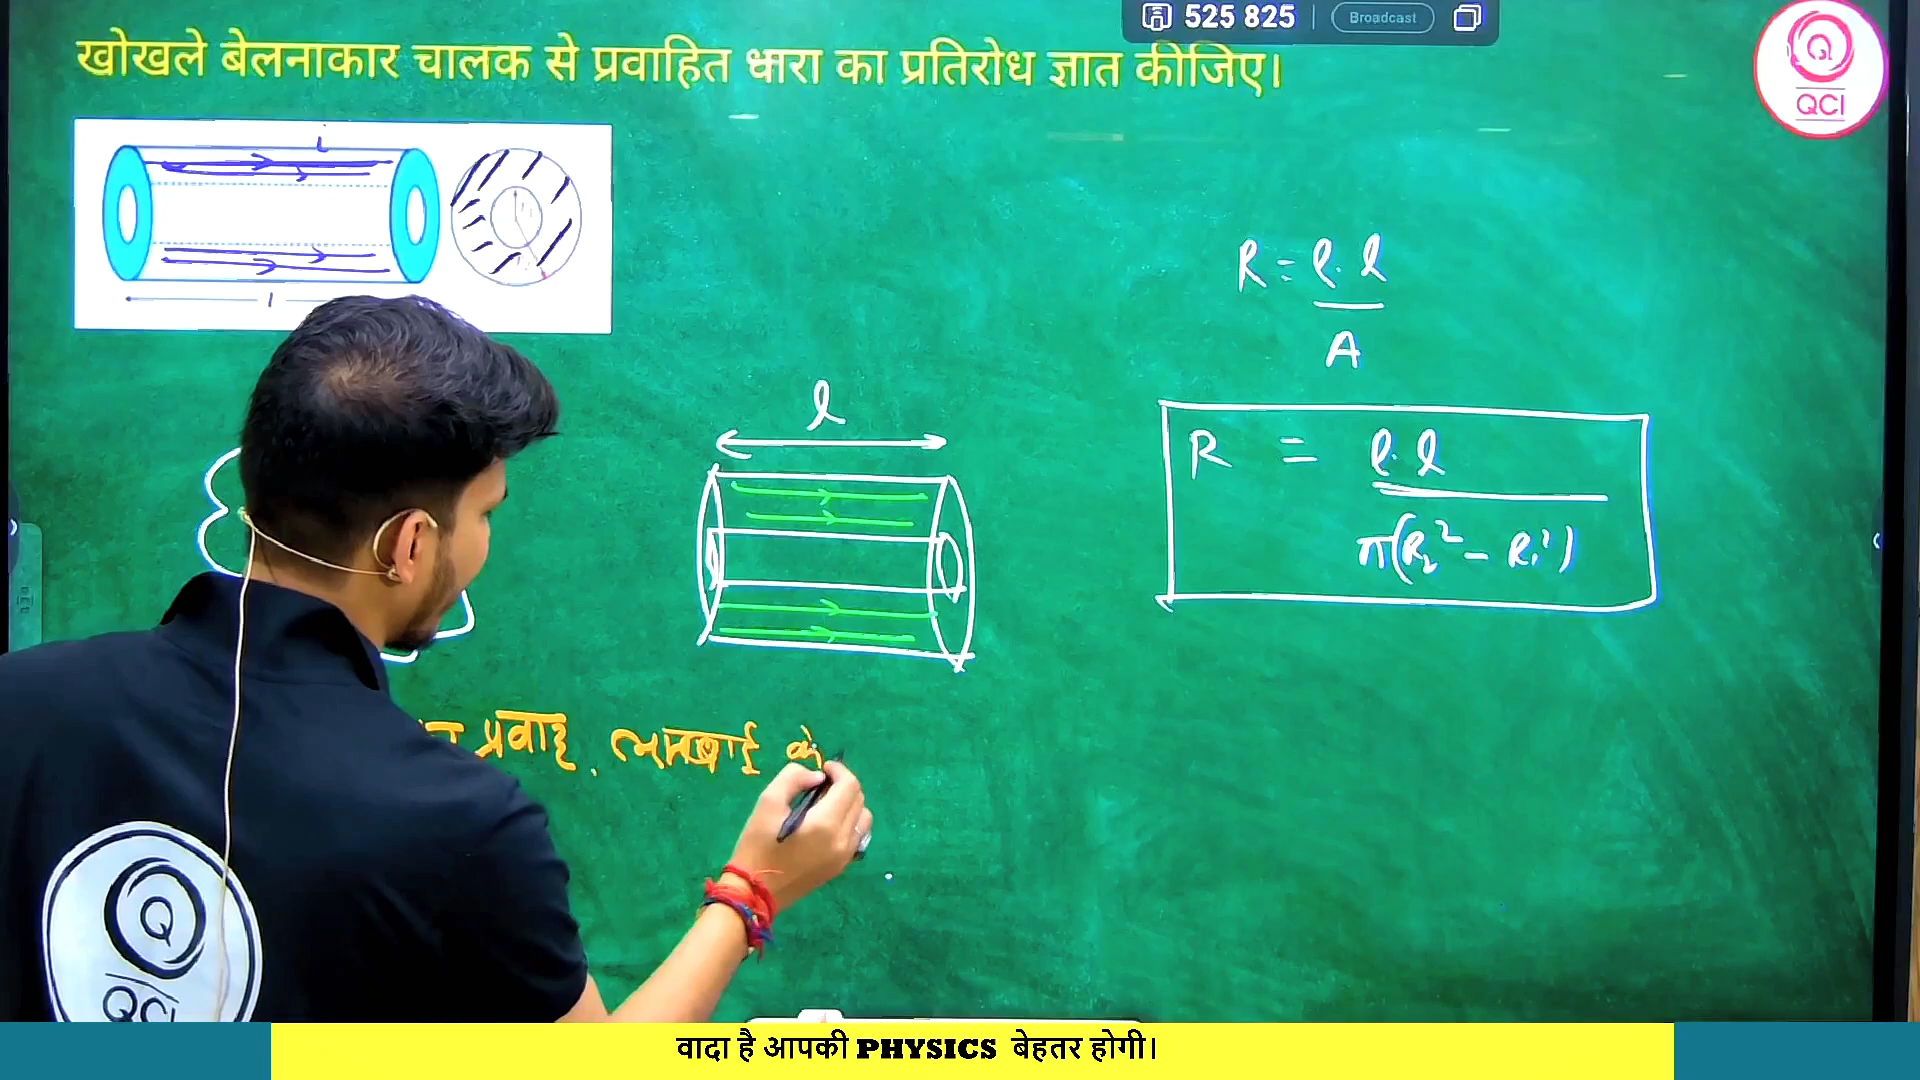 525 825 Broadcast
खोखले बेलनाकार चालक से प्रवाहित धारा का प्रतिरोध ज्ञात कीजिए।
QCI
L
l
R = ρ. l
A
l
R = ρ. l
π(R₂² - R₁²)
प्रवाह, लम्बाई के
Q
QCI
वादा है आपकी PHYSICS बेहतर होगी।